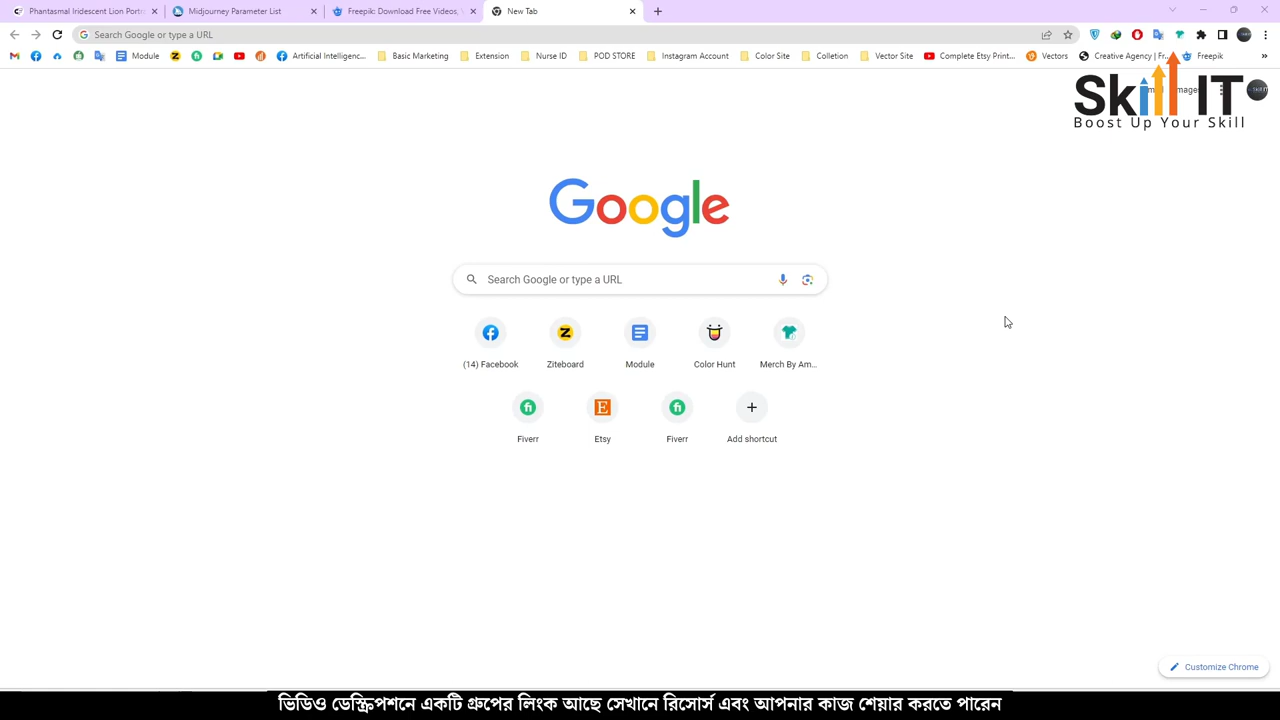 Phantasmal Iridescent Lion Portr
Midjourney Parameter List
Freepik: Download Free Videos, V
New Tab
Search Google or type a URL
Module
Artificial Intelligenc...
Basic Marketing
Extension
Nurse ID
POD STORE
Instagram Account
Color Site
Colletion
Vector Site
Complete Etsy Print...
Vectors
Creative Agency | Fr...
Freepik
»
Skill IT
Boost Up Your Skill
Google
Search Google or type a URL
(14) Facebook
Ziteboard
Module
Color Hunt
Merch By Am...
Fiverr
Etsy
Fiverr
Add shortcut
Customize Chrome
ভিডিও ডেস্ক্রিপশনে একটি গ্রুপের লিংক আছে সেখানে রিসোর্স এবং আপনার কাজ শেয়ার করতে পারেন